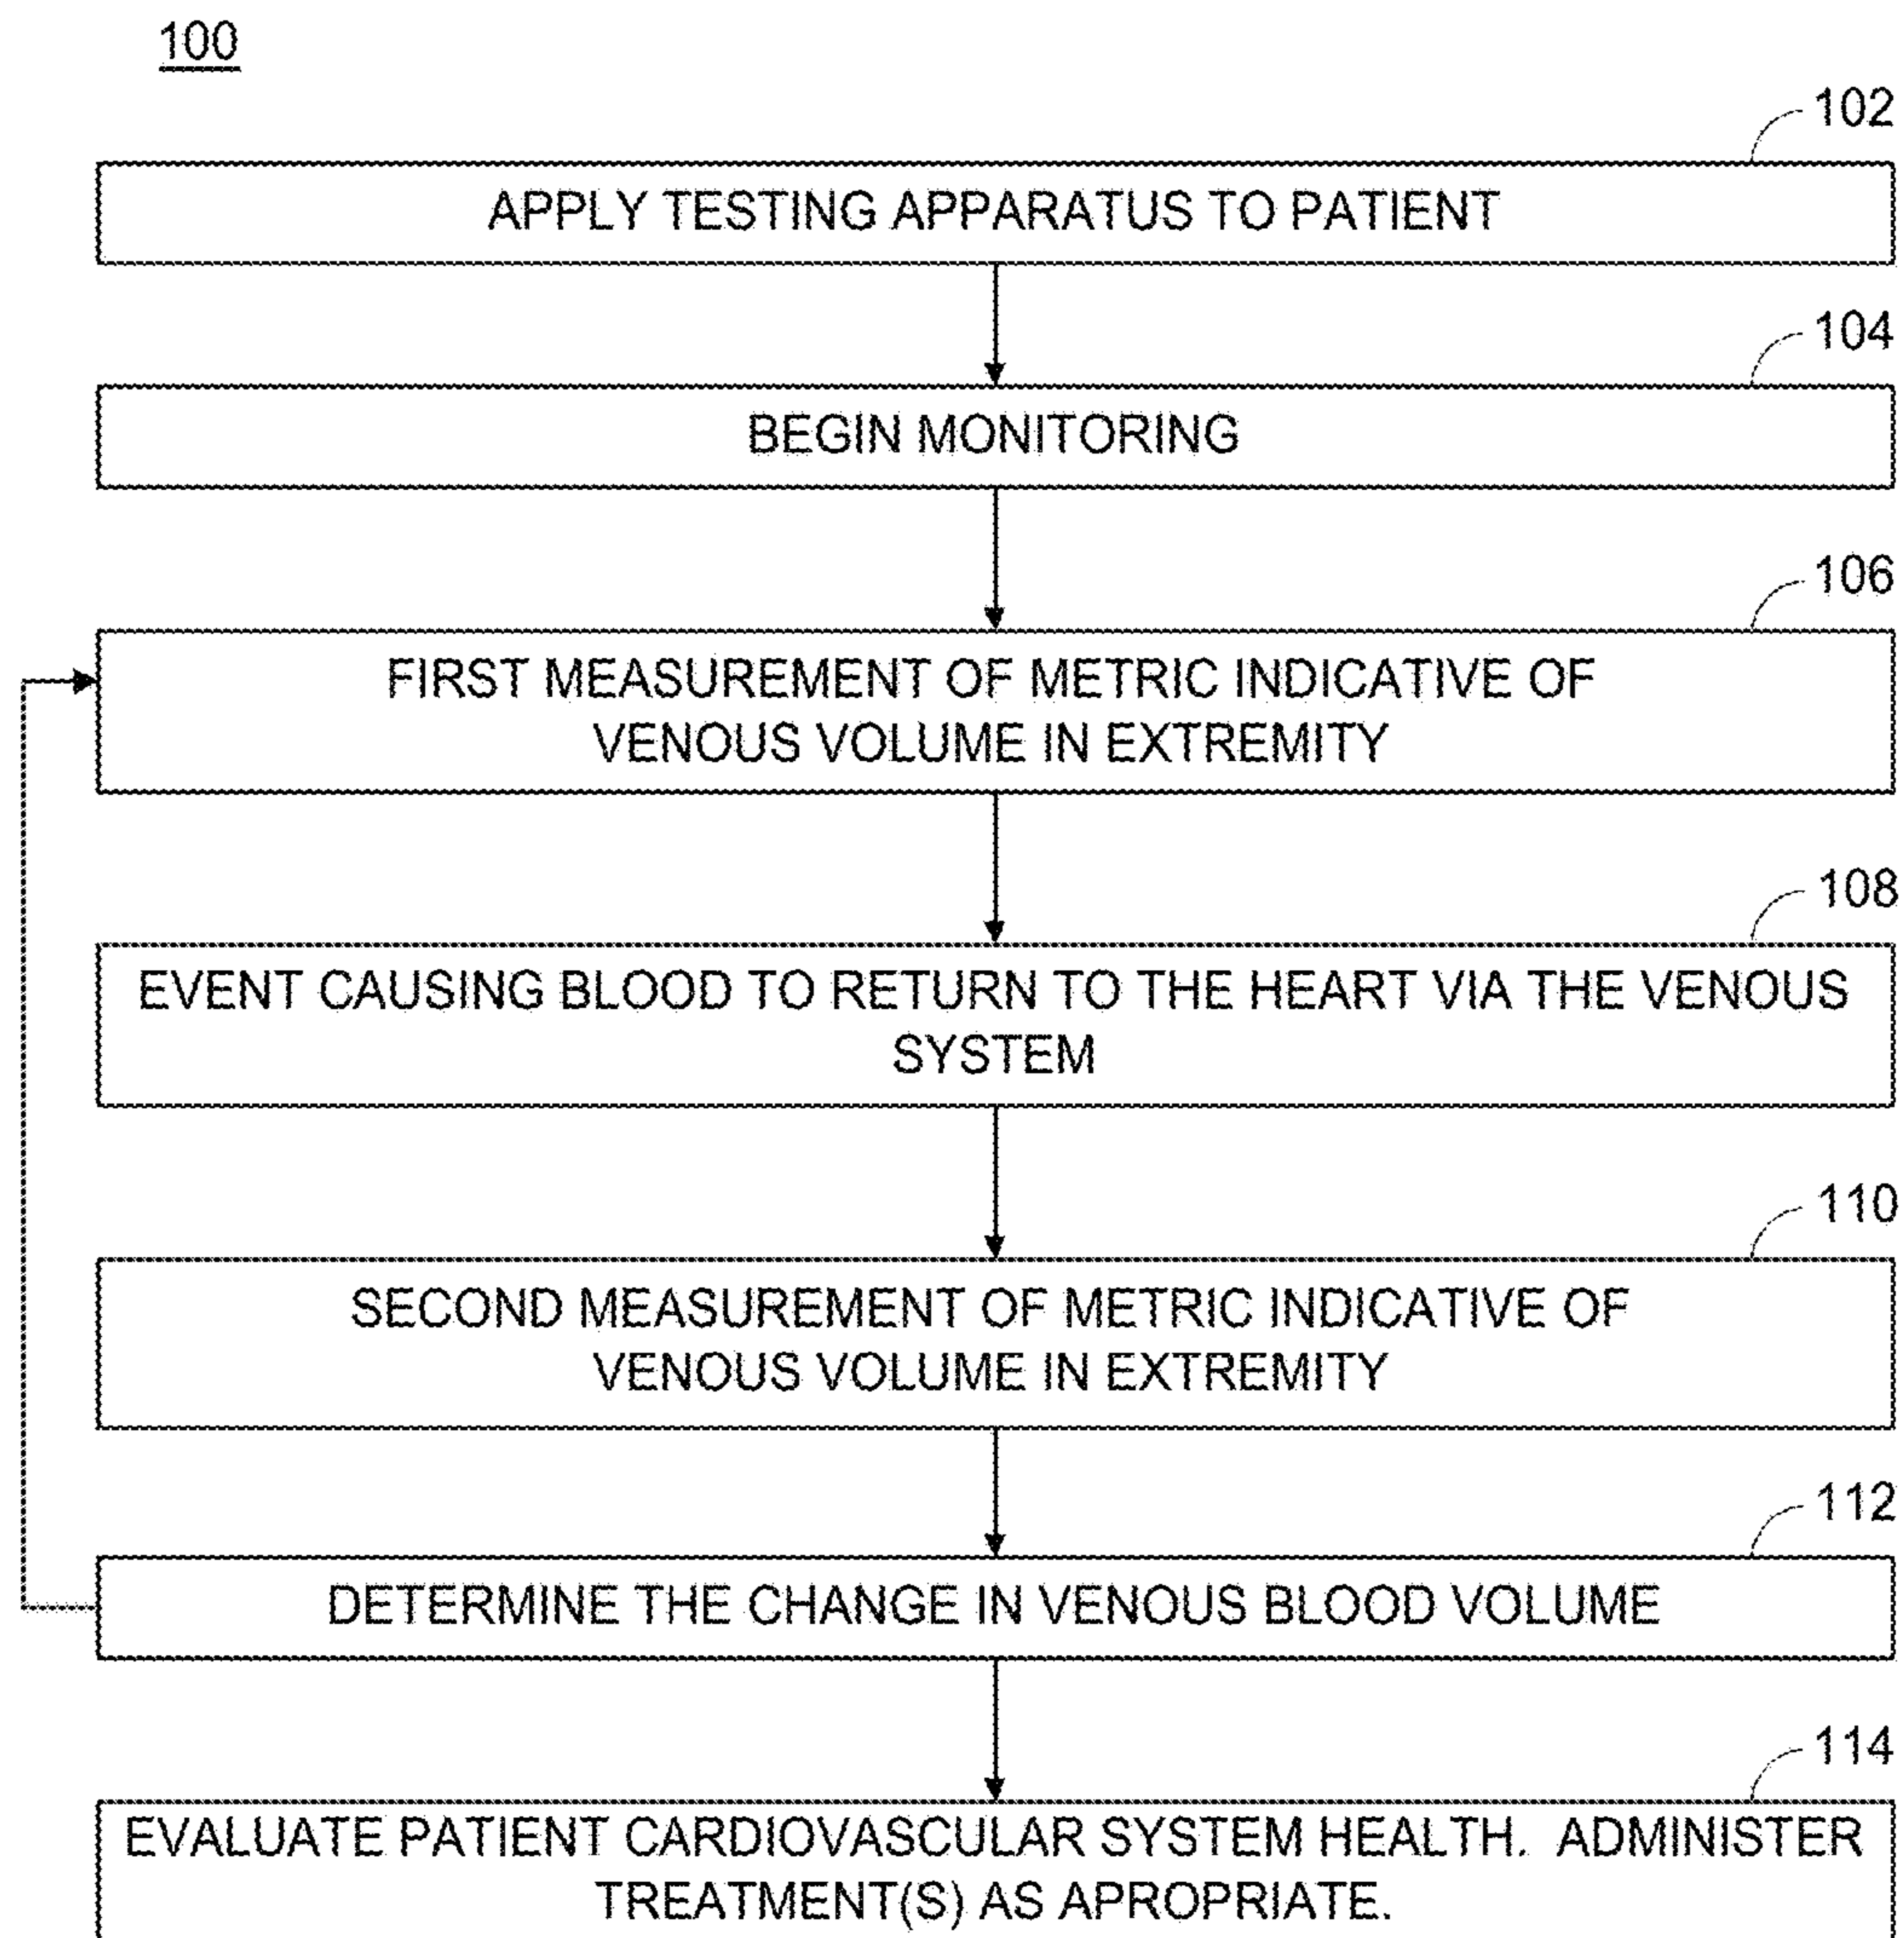 100
102
APPLY TESTING APPARATUS TO PATIENT
104
BEGIN MONITORING
106
FIRST MEASUREMENT OF METRIC INDICATIVE OF
VENOUS VOLUME IN EXTREMITY
108
EVENT CAUSING BLOOD TO RETURN TO THE HEART VIA THE VENOUS
SYSTEM
110
SECOND MEASUREMENT OF METRIC INDICATIVE OF
VENOUS VOLUME IN EXTREMITY
112
DETERMINE THE CHANGE IN VENOUS BLOOD VOLUME
114
EVALUATE PATIENT CARDIOVASCULAR SYSTEM HEALTH. ADMINISTER
TREATMENT(S) AS APROPRIATE.